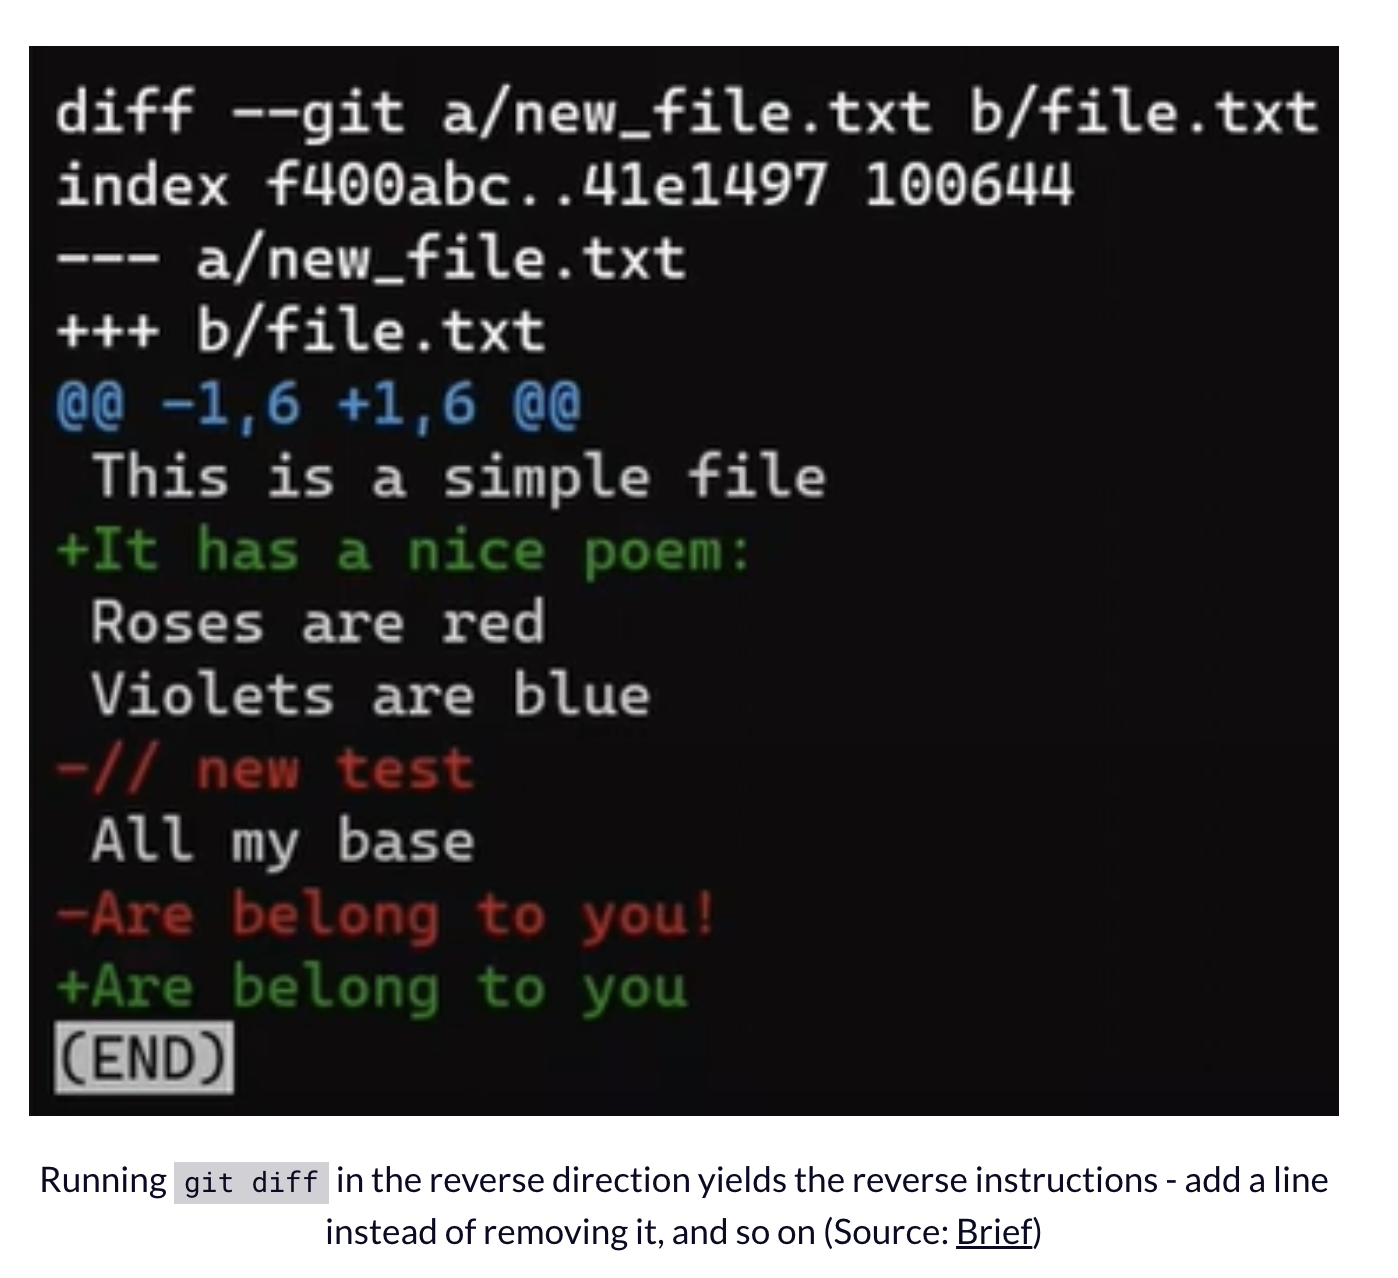 diff --git a/new_file.txt b/file.txt
index f400abc..41e1497 100644
--- a/new_file.txt
+++ b/file.txt
@@ -1,6 +1,6 @@
 This is a simple file
+It has a nice poem:
 Roses are red
 Violets are blue
-// new test
 All my base
-Are belong to you!
+Are belong to you
(END)
Running git diff in the reverse direction yields the reverse instructions - add a line
instead of removing it, and so on (Source: Brief)